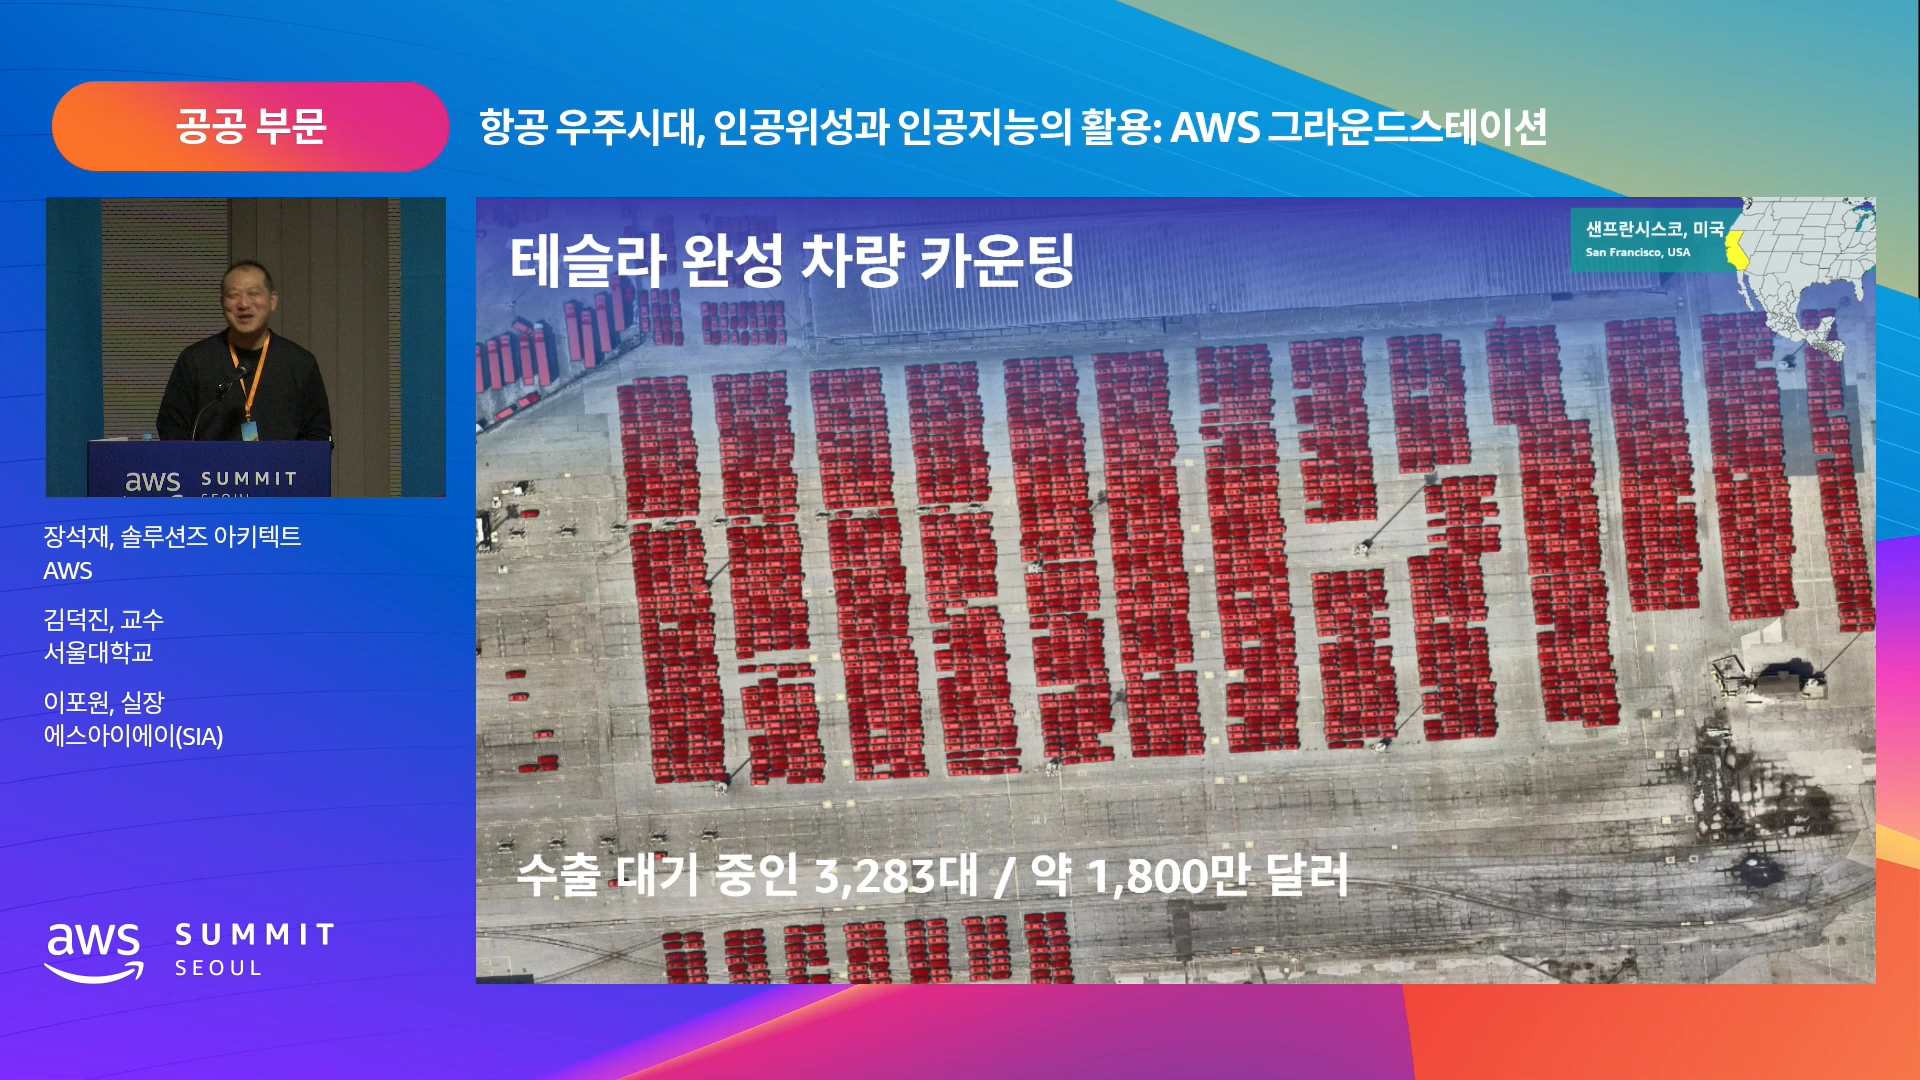 공공 부문
항공 우주시대, 인공위성과 인공지능의 활용: AWS 그라운드스테이션
테슬라 완성 차량 카운팅
샌프란시스코, 미국
San Francisco, USA
aws SUMMIT
SEOUL
장석재, 솔루션즈 아키텍트
AWS
김덕진, 교수
서울대학교
이포원, 실장
에스아이에이(SIA)
수출 대기 중인 3,283대 / 약 1,800만 달러
aws SUMMIT
SEOUL